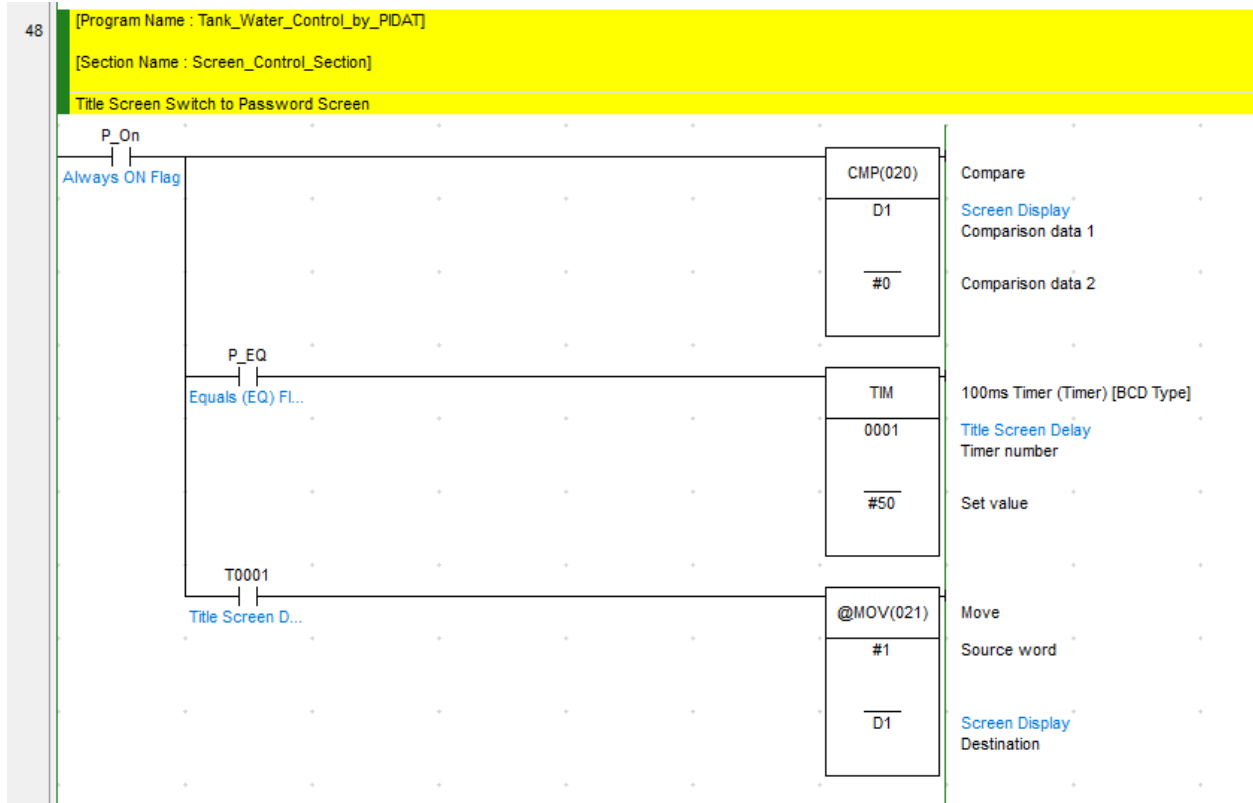 48
[Program Name : Tank_Water_Control_by_PIDAT]
[Section Name : Screen_Control_Section]
Title Screen Switch to Password Screen
P_On
Always ON Flag
CMP(020)
Compare
D1
Screen Display
Comparison data 1
#0
Comparison data 2
P_EQ
Equals (EQ) Fl...
TIM
100ms Timer (Timer) [BCD Type]
0001
Title Screen Delay
Timer number
#50
Set value
T0001
Title Screen D...
@MOV(021)
Move
#1
Source word
D1
Screen Display
Destination